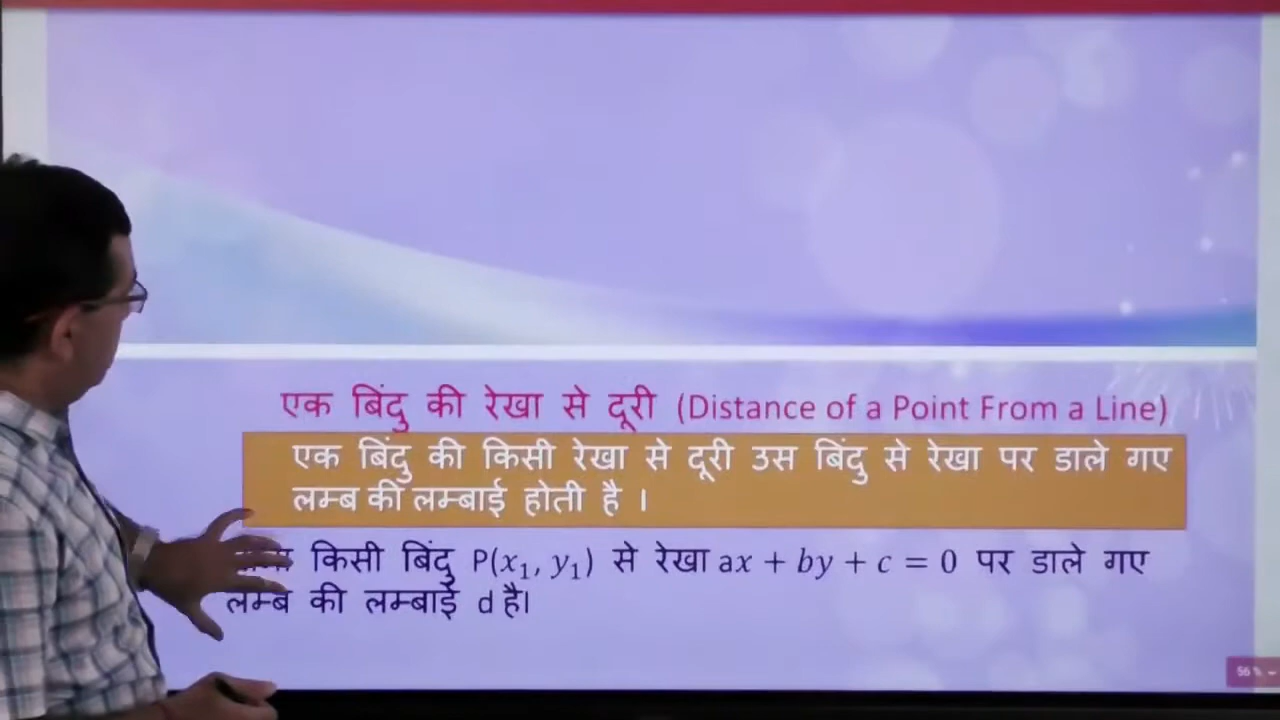 एक बिंदु की रेखा से दूरी (Distance of a Point From a Line)
एक बिंदु की किसी रेखा से दूरी उस बिंदु से रेखा पर डाले गए
लम्ब की लम्बाई होती है ।
किसी बिंदु P(x₁, y₁) से रेखा ax + by + c = 0 पर डाले गए
लम्ब की लम्बाई d है।
56 %